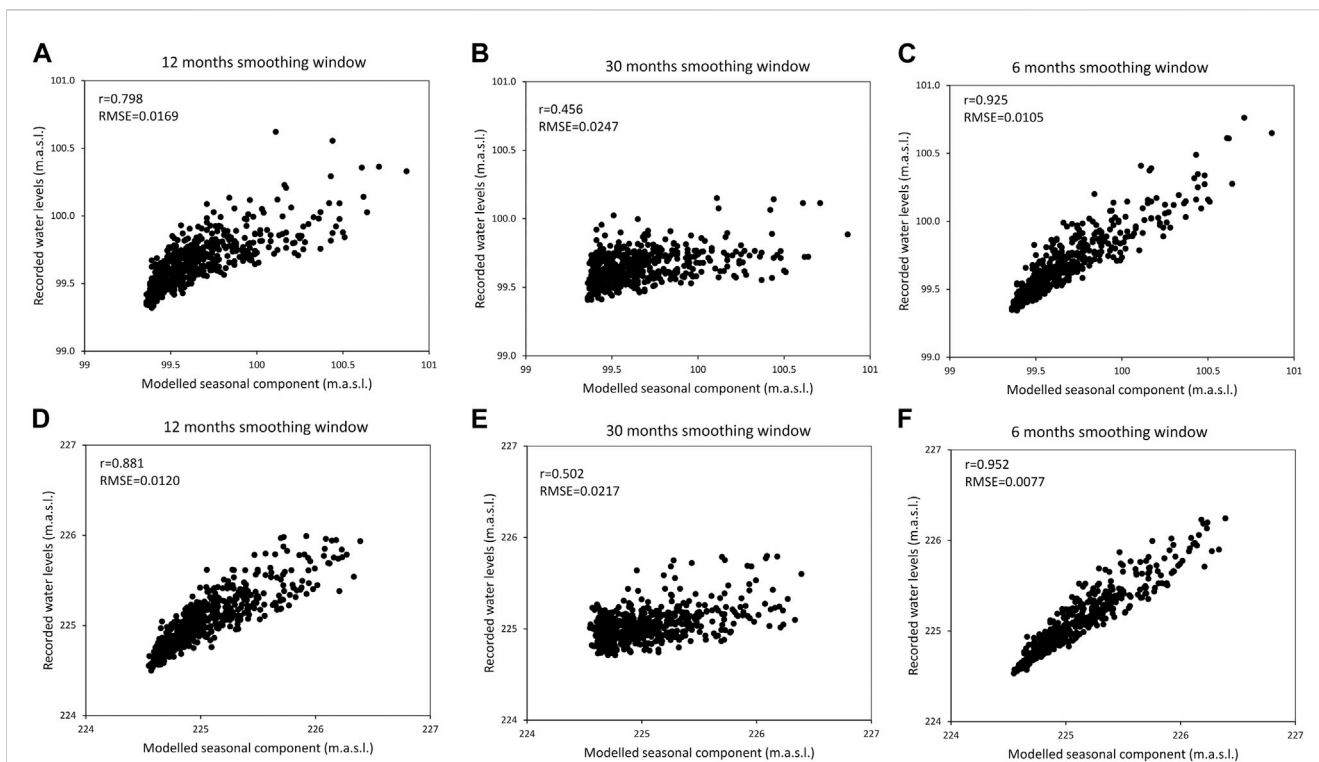 A
12 months smoothing window
r=0.798
RMSE=0.0169
Recorded water levels (m.a.s.l.)
101.0
100.5
100.0
99.5
99.0
99
99.5
100
100.5
101
Modelled seasonal component (m.a.s.l.)
B
30 months smoothing window
r=0.456
RMSE=0.0247
Recorded water levels (m.a.s.l.)
101.0
100.5
100.0
99.5
99.0
99
99.5
100
100.5
101
Modelled seasonal component (m.a.s.l.)
C
6 months smoothing window
r=0.925
RMSE=0.0105
Recorded water levels (m.a.s.l.)
101.0
100.5
100.0
99.5
99.0
99
99.5
100
100.5
101
Modelled seasonal component (m.a.s.l.)
D
12 months smoothing window
r=0.881
RMSE=0.0120
Recorded water levels (m.a.s.l.)
227
226
225
224
224
225
226
227
Modelled seasonal component (m.a.s.l.)
E
30 months smoothing window
r=0.502
RMSE=0.0217
Recorded water levels (m.a.s.l.)
227
226
225
224
224
225
226
227
Modelled seasonal component (m.a.s.l.)
F
6 months smoothing window
r=0.952
RMSE=0.0077
Recorded water levels (m.a.s.l.)
227
226
225
224
224
225
226
227
Modelled seasonal component (m.a.s.l.)